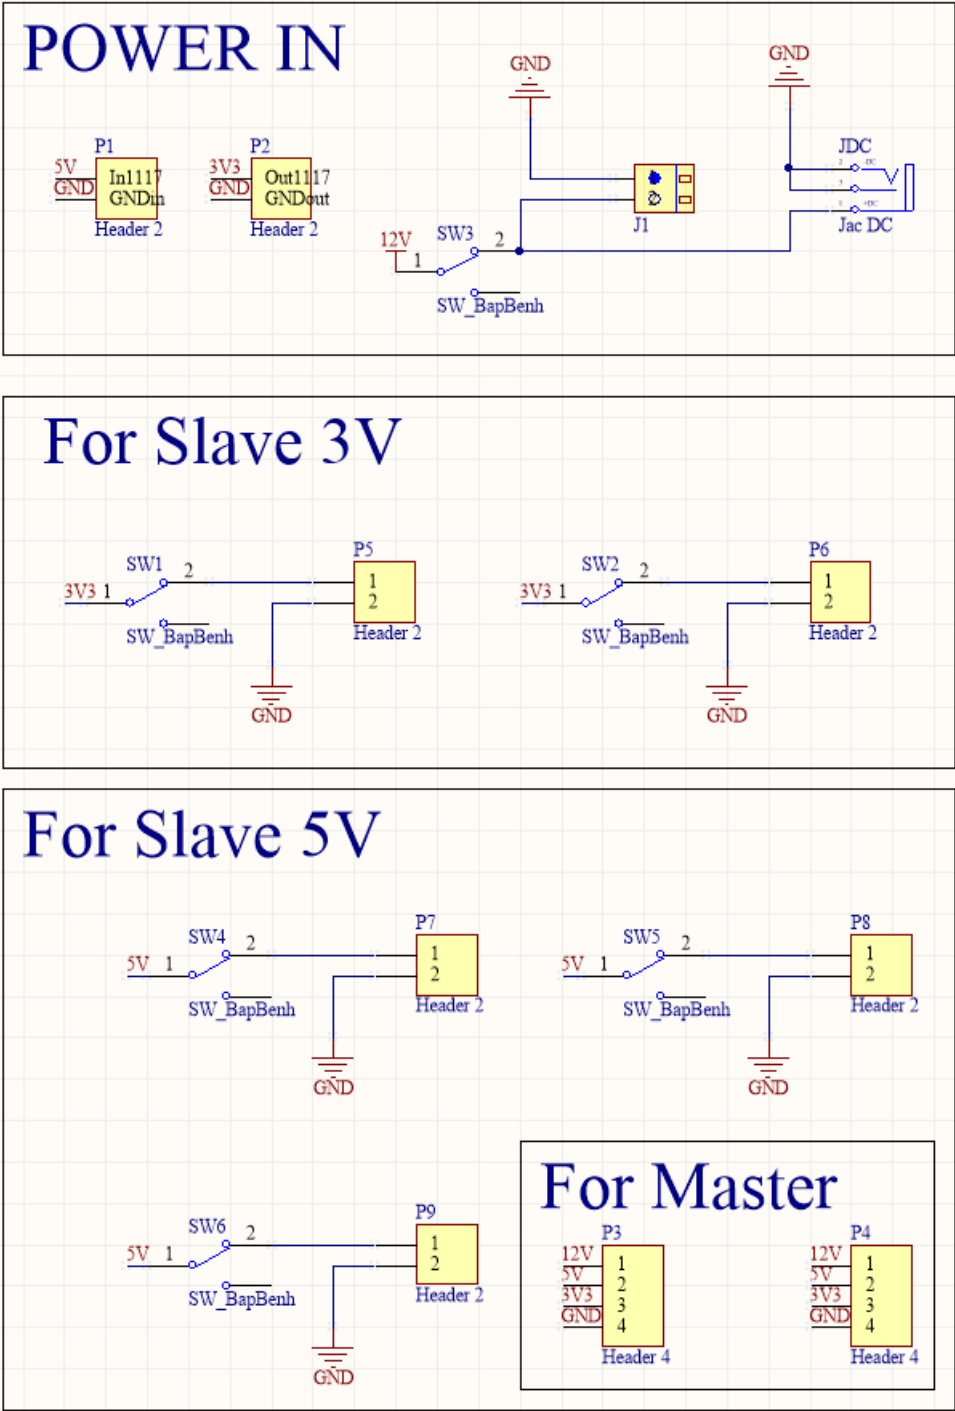 POWER IN
GND
GND
P1
5V
GND
In1117
GNDin
Header 2
P2
3V3
GND
Out1117
GNDout
Header 2
12V
1
SW3
2
SW_BapBenh
J1
JDC
Jac DC
For Slave 3V
SW1
3V3
1
2
SW_BapBenh
P5
1
2
Header 2
GND
SW2
3V3
1
2
SW_BapBenh
P6
1
2
Header 2
GND
For Slave 5V
SW4
5V
1
2
SW_BapBenh
P7
1
2
Header 2
GND
SW5
5V
1
2
SW_BapBenh
P8
1
2
Header 2
GND
SW6
5V
1
2
SW_BapBenh
P9
1
2
Header 2
GND
For Master
P3
12V
5V
3V3
GND
1
2
3
4
Header 4
P4
12V
5V
3V3
GND
1
2
3
4
Header 4